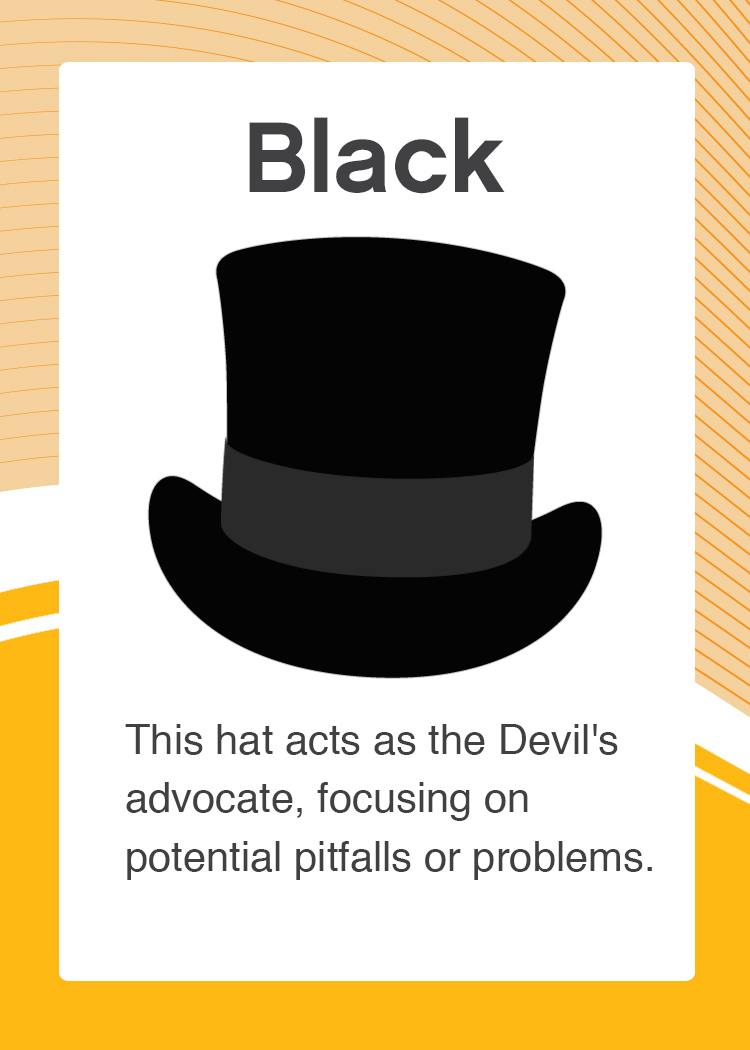 Black
This hat acts as the Devil's
advocate, focusing on
potential pitfalls or problems.